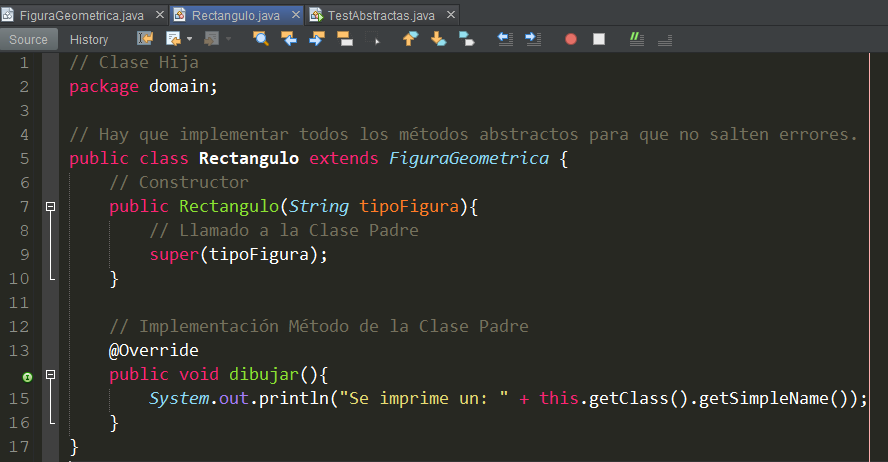 FiguraGeometrica.java Rectangulo.java TestAbstractas.java
Source History
1 // Clase Hija
2 package domain;
3
4 // Hay que implementar todos los métodos abstractos para que no salten errores.
5 public class Rectangulo extends FiguraGeometrica {
6 // Constructor
7 public Rectangulo(String tipoFigura){
8 // Llamado a la Clase Padre
9 super(tipoFigura);
10 }
11
12 // Implementación Método de la Clase Padre
13 @Override
public void dibujar(){
15 System.out.println("Se imprime un: " + this.getClass().getSimpleName());
16 }
17 }